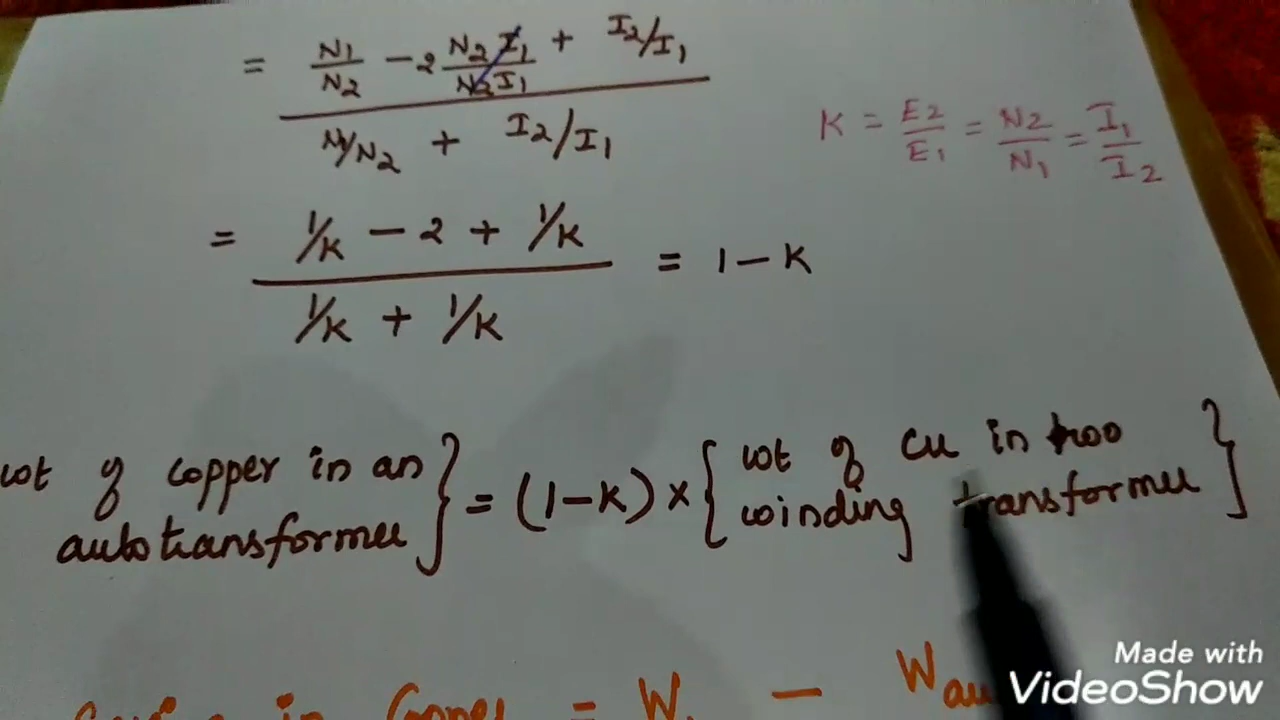 = N1/N2 - 2 N2 I1/N2 I1 + I2/I1
N1/N2 + I2/I1
K = E2/E1 = N2/N1 = I1/I2
= 1/K - 2 + 1/K = 1 - K
1/K + 1/K
wt of copper in an autotransformer } = (1-K) x { wt of cu in two winding transformer }
= W - Wau
Made with
VideoShow